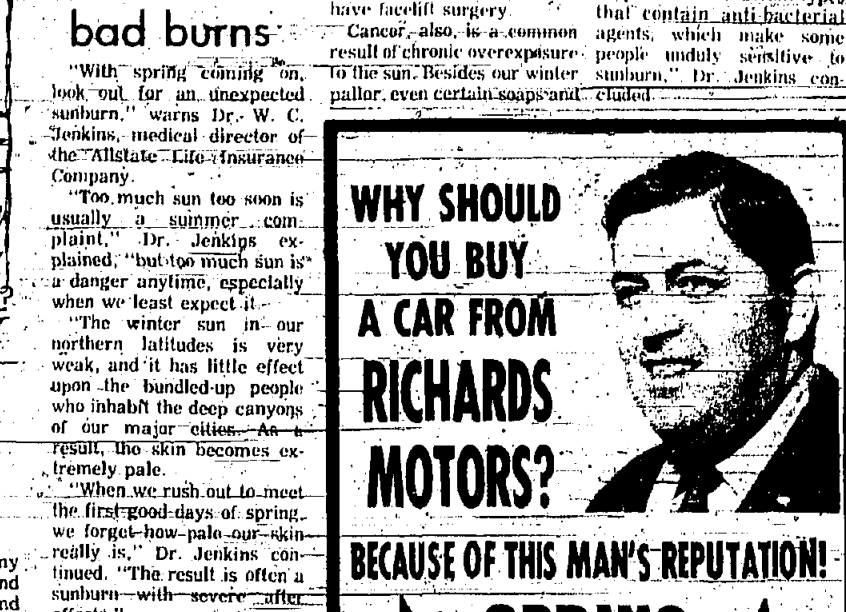 bad burns
"With spring coming on,
look out for an unexpected
sunburn," warns Dr. W. C.
Jenkins, medical director of
the Allstate Life Insurance
Company.
"Too much sun too soon is
usually a summer com-
plaint," Dr. Jenkins ex-
plained, "but too much sun is
a danger anytime, especially
when we least expect it.
"The winter sun in our
northern latitudes is very
weak, and it has little effect
upon the bundled-up people
who inhabit the deep canyons
of our major cities. As a
result, the skin becomes ex-
tremely pale.
"When we rush out to meet
the first good days of spring,
we forget how pale our skin
really is," Dr. Jenkins con-
tinued. "The result is often a
sunburn with severe after
have facelift surgery.
Cancer, also, is a common
result of chronic overexposure
to the sun. Besides our winter
pallor, even certain soaps and
that contain anti-bacterial
agents, which make some
people unduly sensitive to
sunburn," Dr. Jenkins con-
cluded.
WHY SHOULD
YOU BUY
A CAR FROM
RICHARDS
MOTORS?
BECAUSE OF THIS MAN'S REPUTATION!